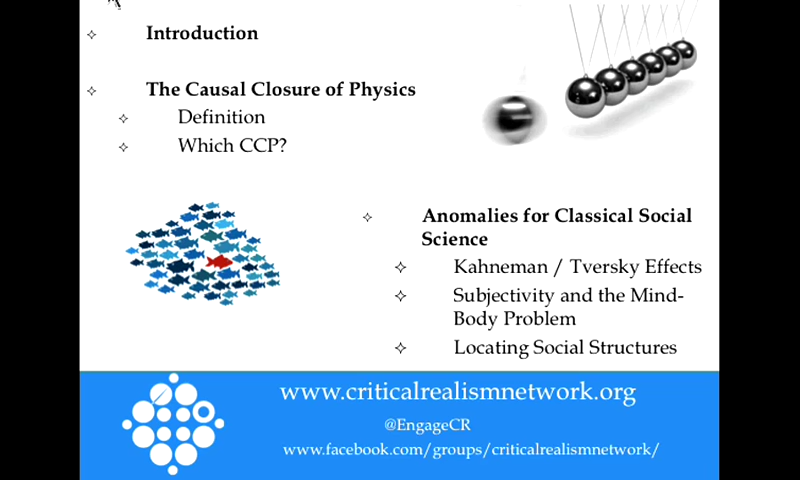 Introduction
The Causal Closure of Physics
Definition
Which CCP?
Anomalies for Classical Social
Science
Kahneman / Tversky Effects
Subjectivity and the Mind-
Body Problem
Locating Social Structures
www.criticalrealismnetwork.org
@EngageCR
www.facebook.com/groups/criticalrealismnetwork/